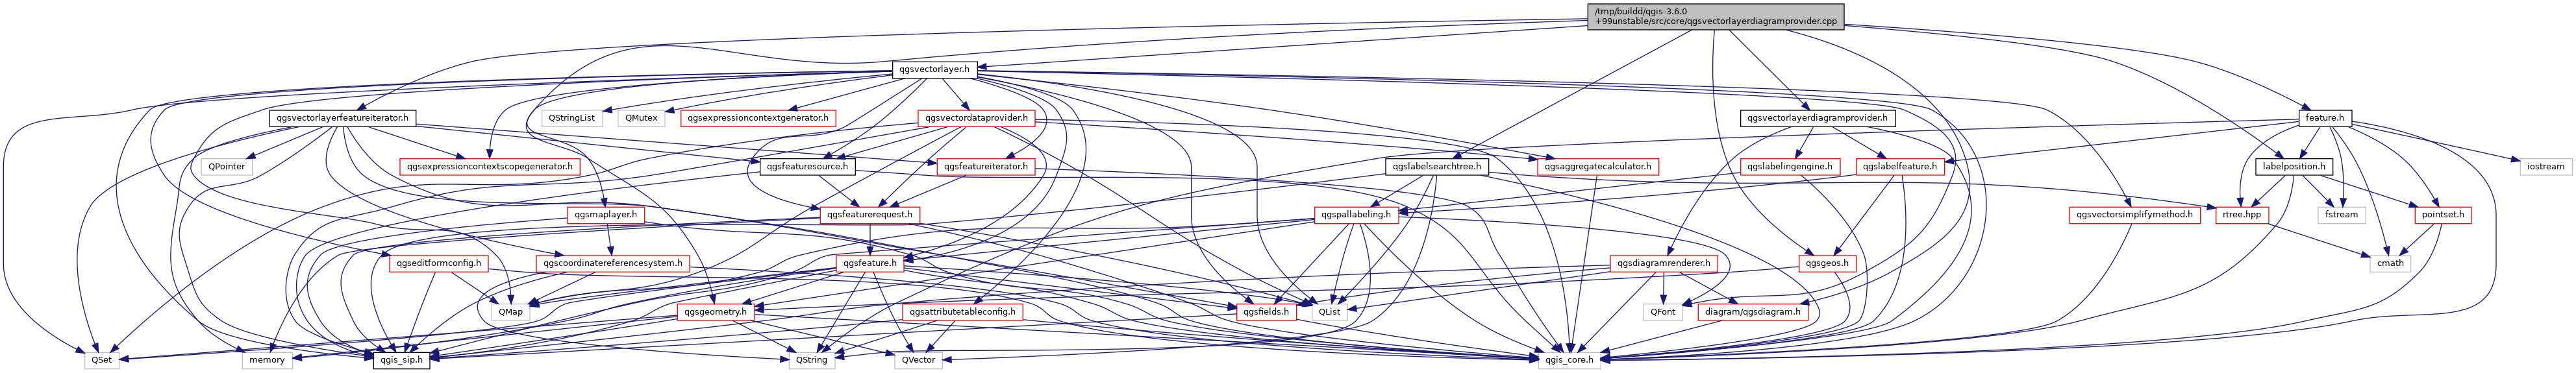 /tmp/buildd/qgis-3.6.0
+99unstable/src/core/qgsvectorlayerdiagramprovider.cpp
qgsvectorlayer.h
qgsvectorlayerfeatureiterator.h
QStringList
QMutex
qgsexpressioncontextgenerator.h
qgsvectordataprovider.h
qgsvectorlayerdiagramprovider.h
feature.h
QPointer
qgsexpressioncontextscopegenerator.h
qgsfeaturesource.h
qgsfeatureiterator.h
qgslabelsearchtree.h
qgsaggregatecalculator.h
qgslabelingengine.h
qgslabelfeature.h
labelposition.h
iostream
qgsmaplayer.h
qgsfeaturerequest.h
qgspallabeling.h
qgsvectorsimplifymethod.h
rtree.hpp
fstream
pointset.h
qgseditformconfig.h
qgscoordinatereferencesystem.h
qgsfeature.h
qgsdiagramrenderer.h
qgsgeos.h
cmath
QMap
qgsgeometry.h
qgsattributetableconfig.h
qgsfields.h
QList
QFont
diagram/qgsdiagram.h
QSet
memory
qgis_sip.h
QString
QVector
qgis_core.h